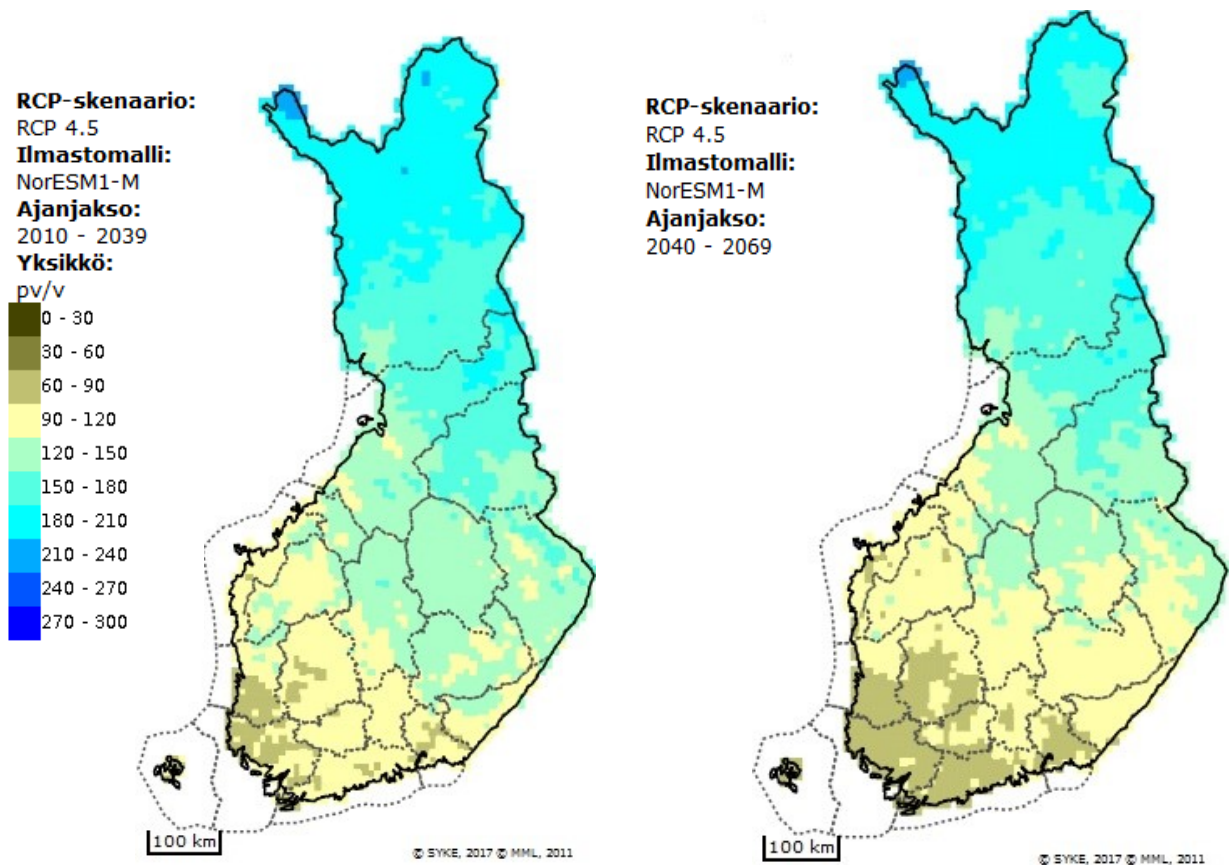 RCP-skenaario:
RCP 4.5
Ilmastomalli:
NorESM1-M
Ajanjakso:
2010 - 2039
Yksikkö:
pv/v
0 - 30
30 - 60
60 - 90
90 - 120
120 - 150
150 - 180
180 - 210
210 - 240
240 - 270
270 - 300
100 km
© SYKE, 2017 © MML, 2011
RCP-skenaario:
RCP 4.5
Ilmastomalli:
NorESM1-M
Ajanjakso:
2040 - 2069
100 km
© SYKE, 2017 © MML, 2011